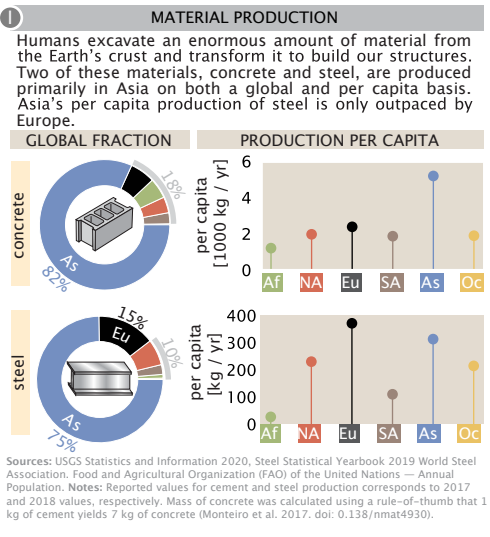 I
MATERIAL PRODUCTION
Humans excavate an enormous amount of material from
the Earth's crust and transform it to build our structures.
Two of these materials, concrete and steel, are produced
primarily in Asia on both a global and per capita basis.
Asia's per capita production of steel is only outpaced by
Europe.
GLOBAL FRACTION
PRODUCTION PER CAPITA
concrete
18%
As
82%
per capita
[1000 kg / yr]
6
4
2
0
Af NA Eu SA As Oc
steel
15%
Eu
10%
As
75%
per capita
[kg / yr]
400
300
200
100
0
Af NA Eu SA As Oc
Sources: USGS Statistics and Information 2020, Steel Statistical Yearbook 2019 World Steel
Association. Food and Agricultural Organization (FAO) of the United Nations — Annual
Population. Notes: Reported values for cement and steel production corresponds to 2017
and 2018 values, respectively. Mass of concrete was calculated using a rule-of-thumb that 1
kg of cement yields 7 kg of concrete (Monteiro et al. 2017. doi: 0.138/nmat4930).